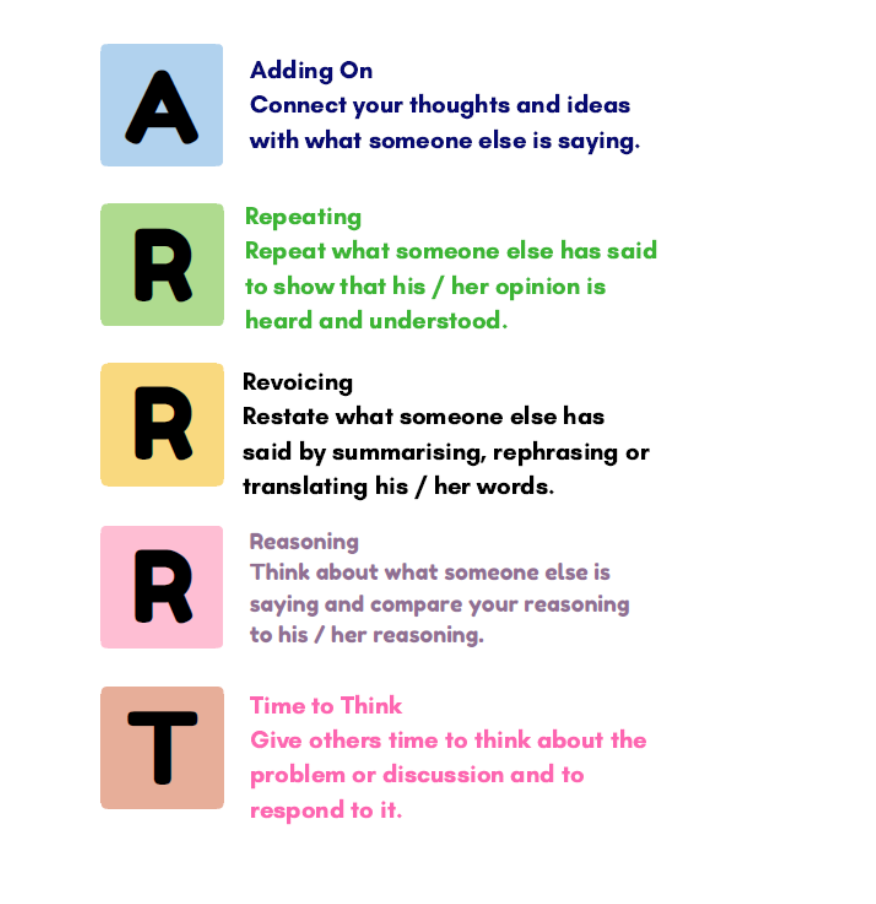 A
Adding On
Connect your thoughts and ideas
with what someone else is saying.
R
Repeating
Repeat what someone else has said
to show that his / her opinion is
heard and understood.
R
Revoicing
Restate what someone else has
said by summarising, rephrasing or
translating his / her words.
R
Reasoning
Think about what someone else is
saying and compare your reasoning
to his / her reasoning.
T
Time to Think
Give others time to think about the
problem or discussion and to
respond to it.